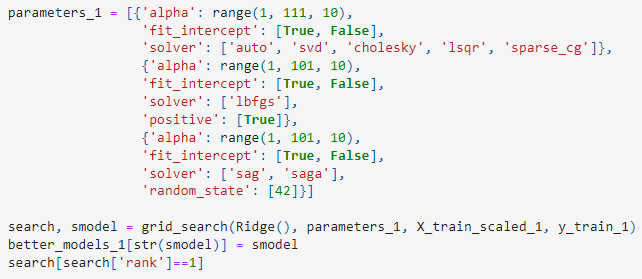 parameters_1 = [{'alpha': range(1, 111, 10),
'fit_intercept': [True, False],
'solver': ['auto', 'svd', 'cholesky', 'lsqr', 'sparse_cg']},
{'alpha': range(1, 101, 10),
'fit_intercept': [True, False],
'solver': ['lbfgs'],
'positive': [True]},
{'alpha': range(1, 101, 10),
'fit_intercept': [True, False],
'solver': ['sag', 'saga'],
'random_state': [42]}]
search, smodel = grid_search(Ridge(), parameters_1, X_train_scaled_1, y_train_1)
better_models_1[str(smodel)] = smodel
search[search['rank']==1]